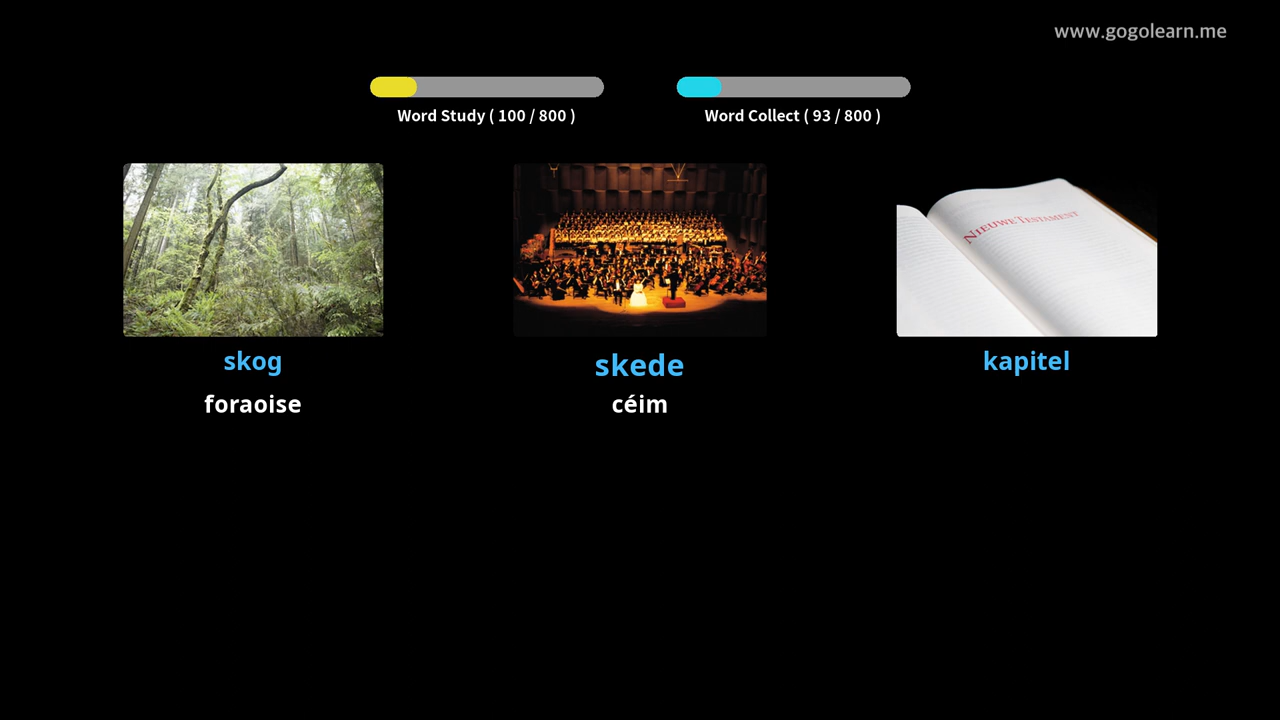 www.gogolearn.me
Word Study ( 100 / 800 )
Word Collect ( 93 / 800 )
NIEUWE TESTAMENT
skog
skede
kapitel
foraoise
céim